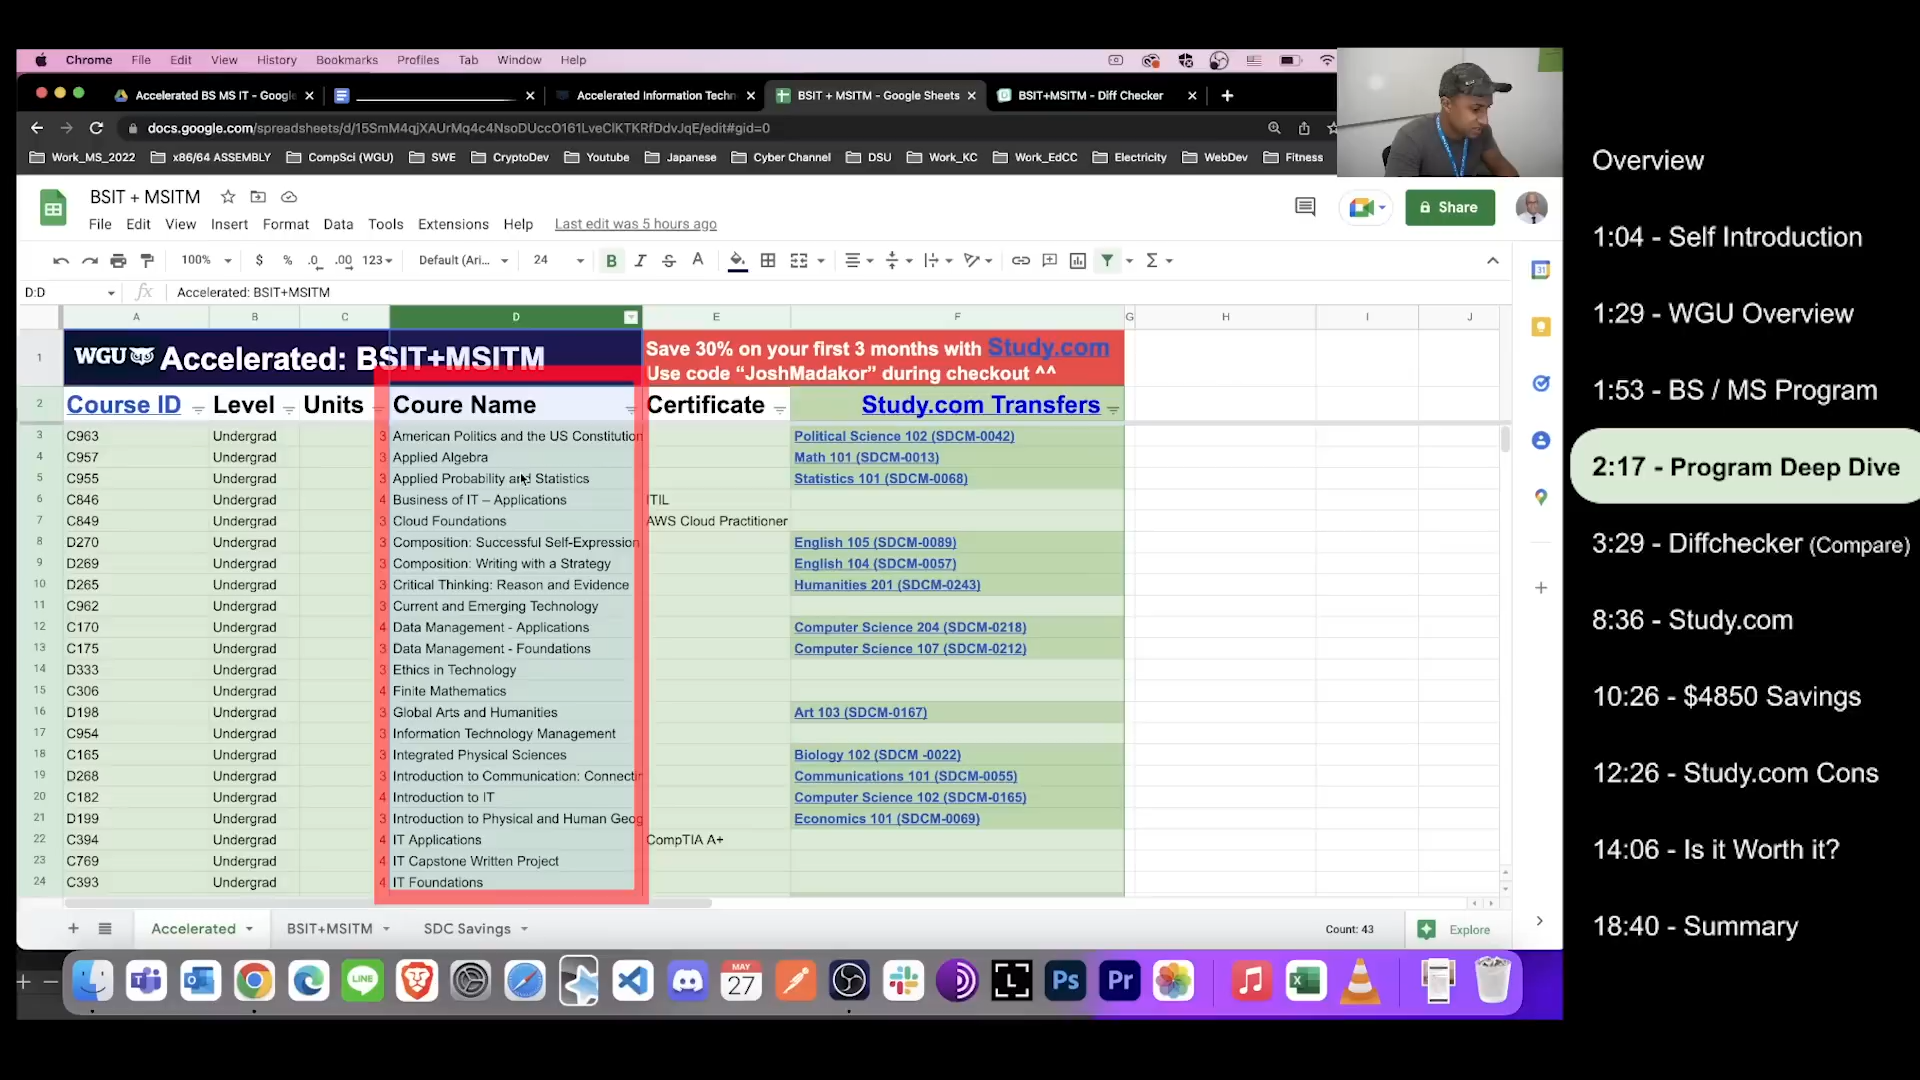 Chrome File Edit View History Bookmarks Profiles Tab Window Help
Accelerated BS MS IT - Google
Accelerated Information Techn
BSIT + MSITM - Google Sheets
BSIT+MSITM - Diff Checker
docs.google.com/spreadsheets/d/15SmM4qjXAUrMq4c4NsoDUccO161LveClKTKRfDdvJqE/edit#gid=0
Work_MS_2022 x86/64 ASSEMBLY CompSci (WGU) SWE CryptoDev Youtube Japanese Cyber Channel DSU Work_KC Work_EdCC Electricity WebDev Fitness
BSIT + MSITM
Share
File Edit View Insert Format Data Tools Extensions Help Last edit was 5 hours ago
100% $ % .0 .00 123 Default (Ari... 24 B I S A
D:D fx Accelerated: BSIT+MSITM
A B C D E F G H I J
1 WGU Accelerated: BSIT+MSITM Save 30% on your first 3 months with Study.com
Use code “JoshMadakor” during checkout ^^
2 Course ID Level Units Coure Name Certificate Study.com Transfers
3 C963 Undergrad 3 American Politics and the US Constitution Political Science 102 (SDCM-0042)
4 C957 Undergrad 3 Applied Algebra Math 101 (SDCM-0013)
5 C955 Undergrad 3 Applied Probability and Statistics Statistics 101 (SDCM-0068)
6 C846 Undergrad 4 Business of IT – Applications ITIL
7 C849 Undergrad 3 Cloud Foundations AWS Cloud Practitioner
8 D270 Undergrad 3 Composition: Successful Self-Expression English 105 (SDCM-0089)
9 D269 Undergrad 3 Composition: Writing with a Strategy English 104 (SDCM-0057)
10 D265 Undergrad 3 Critical Thinking: Reason and Evidence Humanities 201 (SDCM-0243)
11 C962 Undergrad 3 Current and Emerging Technology
12 C170 Undergrad 4 Data Management - Applications Computer Science 204 (SDCM-0218)
13 C175 Undergrad 3 Data Management - Foundations Computer Science 107 (SDCM-0212)
14 D333 Undergrad 3 Ethics in Technology
15 C306 Undergrad 4 Finite Mathematics
16 D198 Undergrad 3 Global Arts and Humanities Art 103 (SDCM-0167)
17 C954 Undergrad 3 Information Technology Management
18 C165 Undergrad 3 Integrated Physical Sciences Biology 102 (SDCM -0022)
19 D268 Undergrad 3 Introduction to Communication: Connectin Communications 101 (SDCM-0055)
20 C182 Undergrad 4 Introduction to IT Computer Science 102 (SDCM-0165)
21 D199 Undergrad 3 Introduction to Physical and Human Geog Economics 101 (SDCM-0069)
22 C394 Undergrad 4 IT Applications CompTIA A+
23 C769 Undergrad 4 IT Capstone Written Project
24 C393 Undergrad 4 IT Foundations
Accelerated BSIT+MSITM SDC Savings Count: 43 Explore
LINE MAY 27 L Ps Pr
Overview
1:04 - Self Introduction
1:29 - WGU Overview
1:53 - BS / MS Program
2:17 - Program Deep Dive
3:29 - Diffchecker (Compare)
8:36 - Study.com
10:26 - $4850 Savings
12:26 - Study.com Cons
14:06 - Is it Worth it?
18:40 - Summary